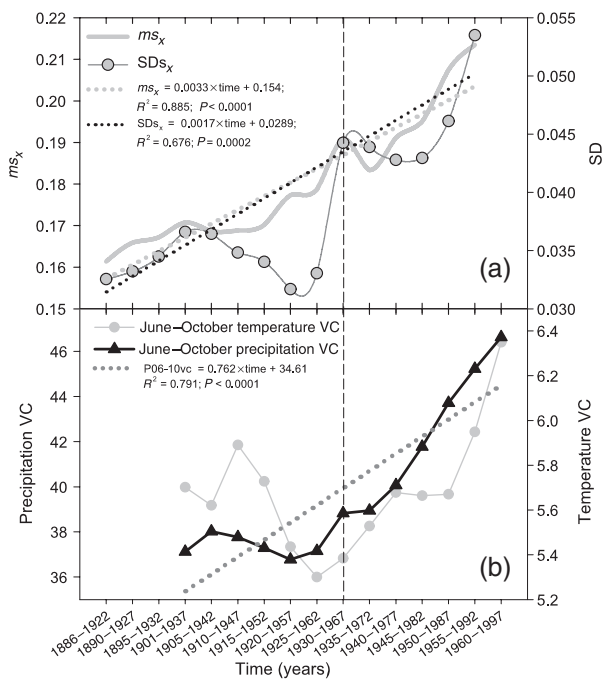 0.22
0.21
0.20
0.19
0.18
0.17
0.16
0.15
ms_x
ms_x
SDs_x
ms_x = 0.0033×time + 0.154;
R² = 0.885; P < 0.0001
SDs_x = 0.0017×time + 0.0289;
R² = 0.676; P = 0.0002
(a)
0.055
0.050
0.045
0.040
0.035
0.030
SD
46
44
42
40
38
36
Precipitation VC
June–October temperature VC
June–October precipitation VC
P06-10vc = 0.762×time + 34.61
R² = 0.791; P < 0.0001
(b)
6.4
6.2
6.0
5.8
5.6
5.4
5.2
Temperature VC
1886–1922
1890–1927
1895–1932
1901–1937
1905–1942
1910–1947
1915–1952
1920–1957
1925–1962
1930–1967
1935–1972
1940–1977
1945–1982
1950–1987
1955–1992
1960–1997
Time (years)